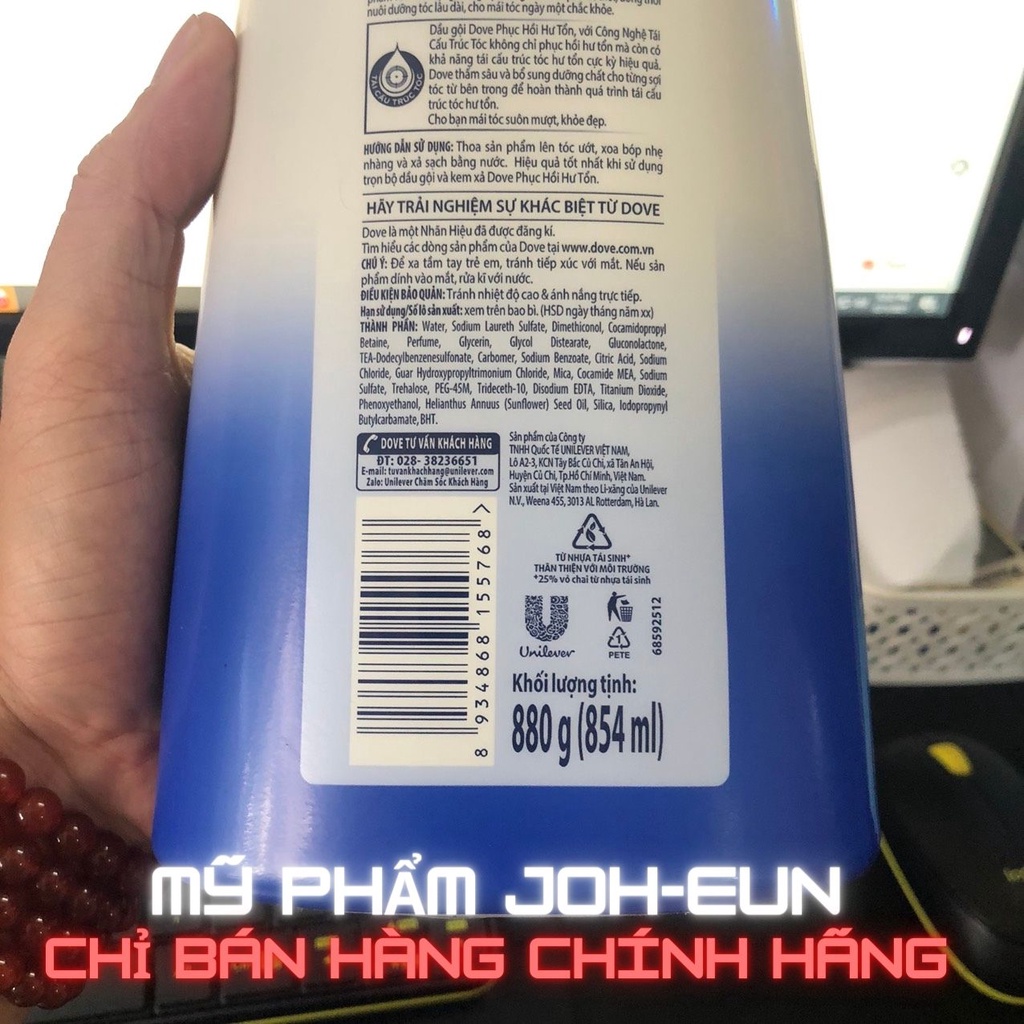 nuôi dưỡng tóc lâu dài, cho mái tóc ngày một chắc khỏe.
Dầu gội Dove Phục Hồi Hư Tổn, với Công Nghệ Tái
Cấu Trúc Tóc không chỉ phục hồi hư tổn mà còn có
khả năng tái cấu trúc tóc hư tổn cực kỳ hiệu quả.
Dove thấm sâu và bổ sung dưỡng chất cho từng sợi
tóc từ bên trong để hoàn thành quá trình tái cấu
trúc tóc hư tổn.
Cho bạn mái tóc suôn mượt, khỏe đẹp.
TÁI CẤU TRÚC TÓC
HƯỚNG DẪN SỬ DỤNG: Thoa sản phẩm lên tóc ướt, xoa bóp nhẹ
nhàng và xả sạch bằng nước. Hiệu quả tốt nhất khi sử dụng
trọn bộ dầu gội và kem xả Dove Phục Hồi Hư Tổn.
HÃY TRẢI NGHIỆM SỰ KHÁC BIỆT TỪ DOVE
Dove là một Nhãn Hiệu đã được đăng kí.
Tìm hiểu các dòng sản phẩm của Dove tại www.dove.com.vn
CHÚ Ý: Để xa tầm tay trẻ em, tránh tiếp xúc với mắt. Nếu sản
phẩm dính vào mắt, rửa kĩ với nước.
ĐIỀU KIỆN BẢO QUẢN: Tránh nhiệt độ cao & ánh nắng trực tiếp.
Hạn sử dụng/Số lô sản xuất: xem trên bao bì. (HSD ngày tháng năm xx)
THÀNH PHẦN: Water, Sodium Laureth Sulfate, Dimethiconol, Cocamidopropyl
Betaine, Perfume, Glycerin, Glycol Distearate, Gluconolactone,
TEA-Dodecylbenzenesulfonate, Carbomer, Sodium Benzoate, Citric Acid, Sodium
Chloride, Guar Hydroxypropyltrimonium Chloride, Mica, Cocamide MEA, Sodium
Sulfate, Trehalose, PEG-45M, Trideceth-10, Disodium EDTA, Titanium Dioxide,
Phenoxyethanol, Helianthus Annuus (Sunflower) Seed Oil, Silica, Iodopropynyl
Butylcarbamate, BHT.
DOVE TƯ VẤN KHÁCH HÀNG
ĐT: 028- 38236651
E-mail: tuvankhachhang@unilever.com
Zalo: Unilever Chăm Sóc Khách Hàng
Sản phẩm của Công ty
TNHH Quốc Tế UNILEVER VIỆT NAM,
Lô A2-3, KCN Tây Bắc Củ Chi, xã Tân An Hội,
Huyện Củ Chi, Tp.Hồ Chí Minh, Việt Nam.
Sản xuất tại Việt Nam theo Li-xăng của Unilever
N.V., Weena 455, 3013 AL Rotterdam, Hà Lan.
8 934868 155768 >
TỪ NHỰA TÁI SINH*
THÂN THIỆN VỚI MÔI TRƯỜNG
*25% vỏ chai từ nhựa tái sinh
Unilever
1
PETE
68592512
Khối lượng tịnh:
880 g (854 ml)
MỸ PHẨM JOH-EUN
CHỈ BÁN HÀNG CHÍNH HÃNG